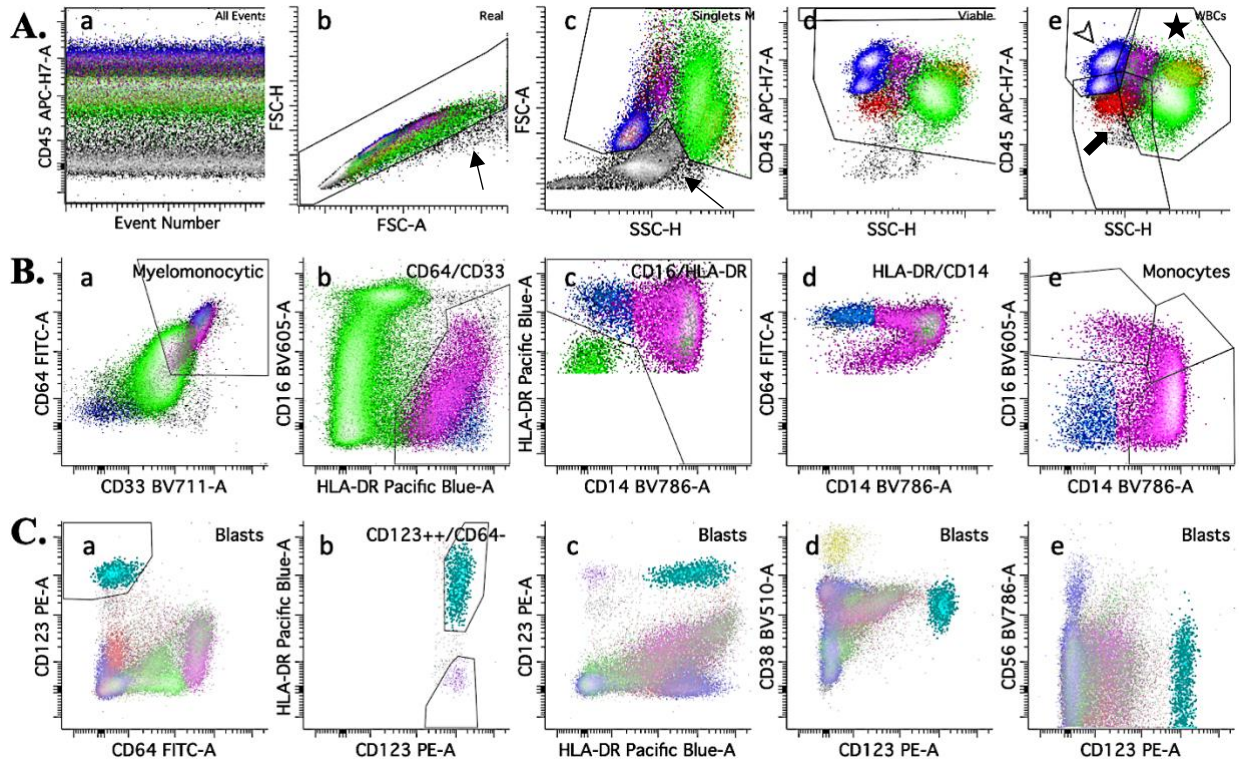 A.
a
All Events
CD45 APC-H7-A
Event Number
b
Real
FSC-H
FSC-A
c
Singlets M
FSC-A
SSC-H
d
Viable
CD45 APC-H7-A
SSC-H
e
WBCs
CD45 APC-H7-A
SSC-H
B.
a
Myelomonocytic
CD64 FITC-A
CD33 BV711-A
b
CD64/CD33
CD16 BV605-A
HLA-DR Pacific Blue-A
c
CD16/HLA-DR
HLA-DR Pacific Blue-A
CD14 BV786-A
d
HLA-DR/CD14
CD64 FITC-A
CD14 BV786-A
e
Monocytes
CD16 BV605-A
CD14 BV786-A
C.
a
Blasts
CD123 PE-A
CD64 FITC-A
b
CD123++/CD64-
HLA-DR Pacific Blue-A
CD123 PE-A
c
Blasts
CD123 PE-A
HLA-DR Pacific Blue-A
d
Blasts
CD38 BV510-A
CD123 PE-A
e
Blasts
CD56 BV786-A
CD123 PE-A